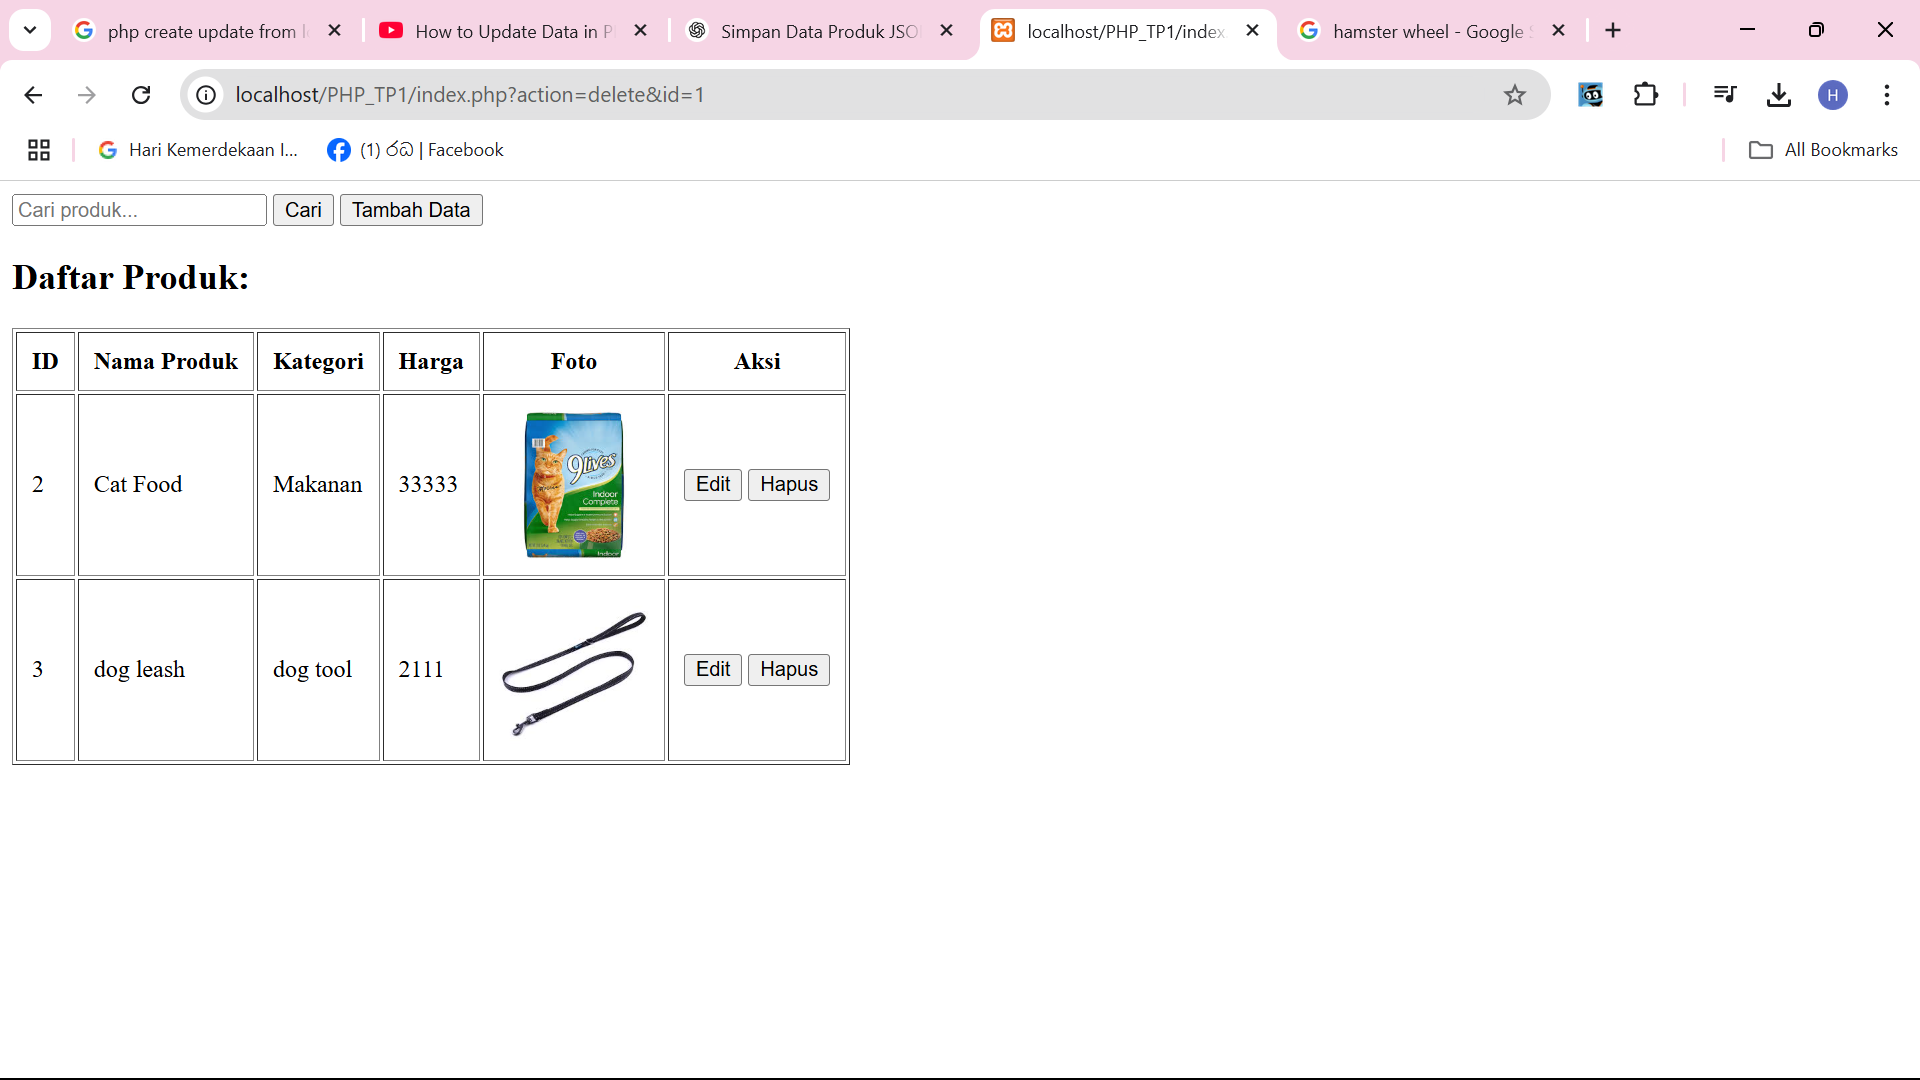 php create update from l
How to Update Data in P
Simpan Data Produk JSO
localhost/PHP_TP1/index
hamster wheel - Google S
localhost/PHP_TP1/index.php?action=delete&id=1
H
Hari Kemerdekaan I...
(1) රධ | Facebook
All Bookmarks
Cari produk...
Cari
Tambah Data
Daftar Produk:
ID
Nama Produk
Kategori
Harga
Foto
Aksi
2
Cat Food
Makanan
33333
9Lives
Indoor
Complete
Indoor
Edit
Hapus
3
dog leash
dog tool
2111
Edit
Hapus